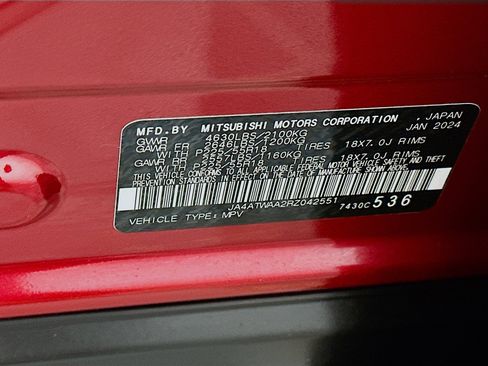 MFD.BY MITSUBISHI MOTORS CORPORATION , JAPAN
GVWR 4630LBS/2100KG JAN 2024
GAWR FR 2646LBS/1200KG
WITH P225/55R18 TIRES 18X7.0J RIMS
GAWR RR 2557LBS/1160KG
WITH P225/55R18 TIRES 18X7.0J RIMS
THIS VEHICLE CONFORMS TO ALL APPLICABLE FEDERAL MOTOR VEHICLE SAFETY AND THEFT
PREVENTION STANDARDS IN EFFECT ON THE DATE OF MANUFACTURE SHOWN ABOVE.
JA4ATWAA2RZ042551 7430C 536
VEHICLE TYPE: MPV